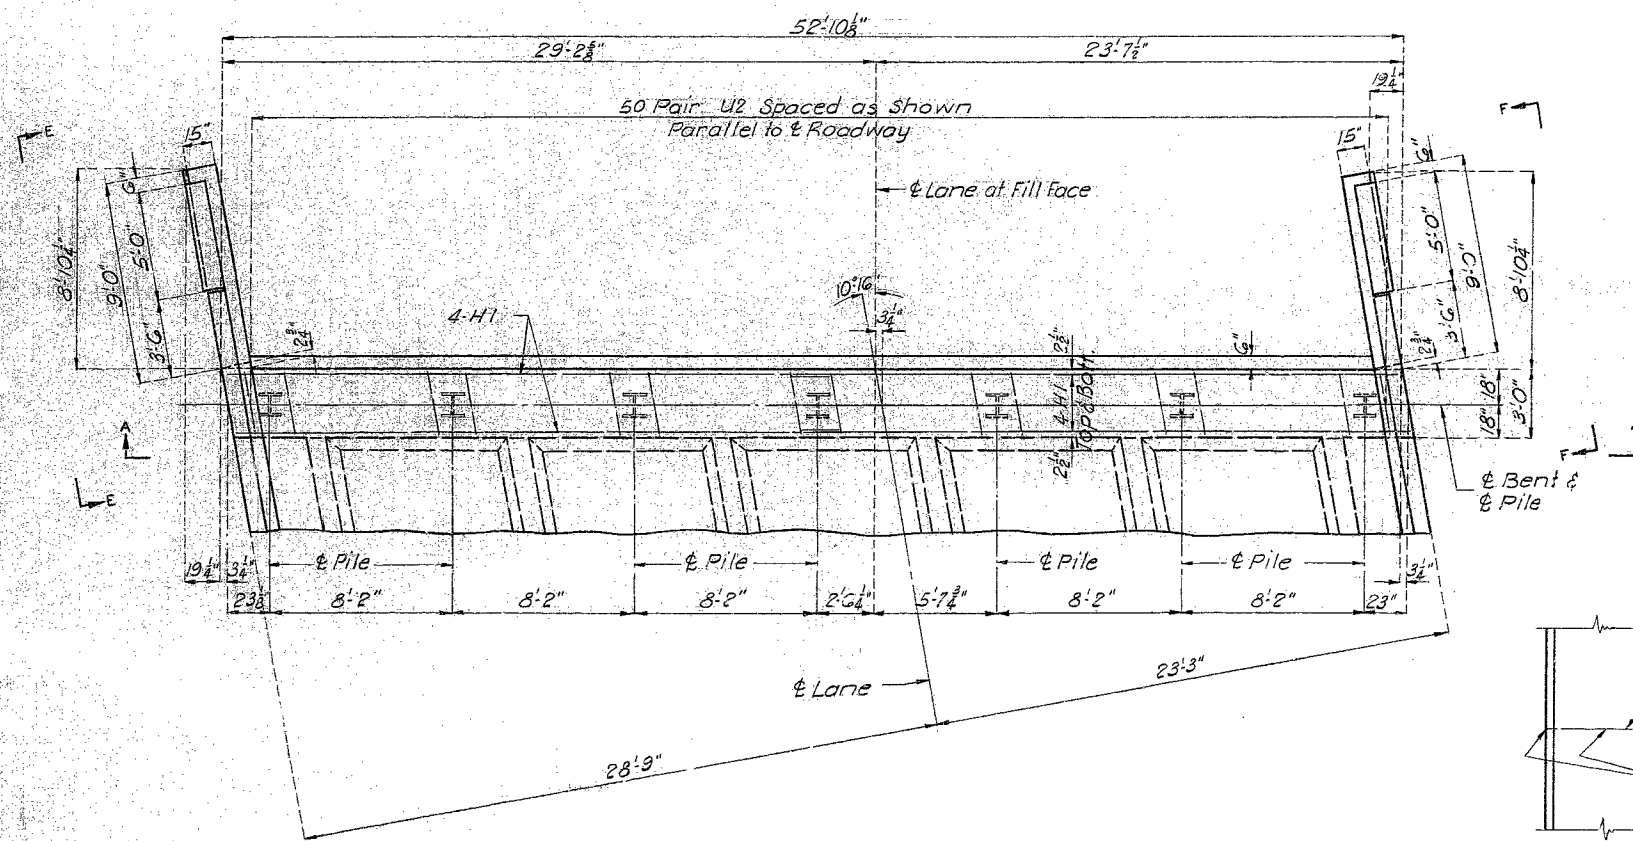 52'-10⅛"
29'-2⅝" 23'-7½"
19¼"
50 Pair U2 Spaced as Shown
Parallel to ℄ Roadway
E F
15" 15"
6" 6"
℄ Lane at Fill Face
8'-10¼" 9'-0" 5'-0" 5'-0" 9'-0" 8'-10¼"
10°16'
3¼"
4-H1
3'-6" 2¾" 2½" 6" 2¾" 3'-6"
4-H1
Top & Bott.
2½"
18" 18" 3'-0"
A
E F
℄ Bent &
℄ Pile
℄ Pile ℄ Pile ℄ Pile ℄ Pile
19¼" 3¼" 3¼"
23⅛" 8'-2" 8'-2" 8'-2" 2'-6¼" 5'-7¾" 8'-2" 8'-2" 23"
℄ Lane
23'-3"
28'-9"